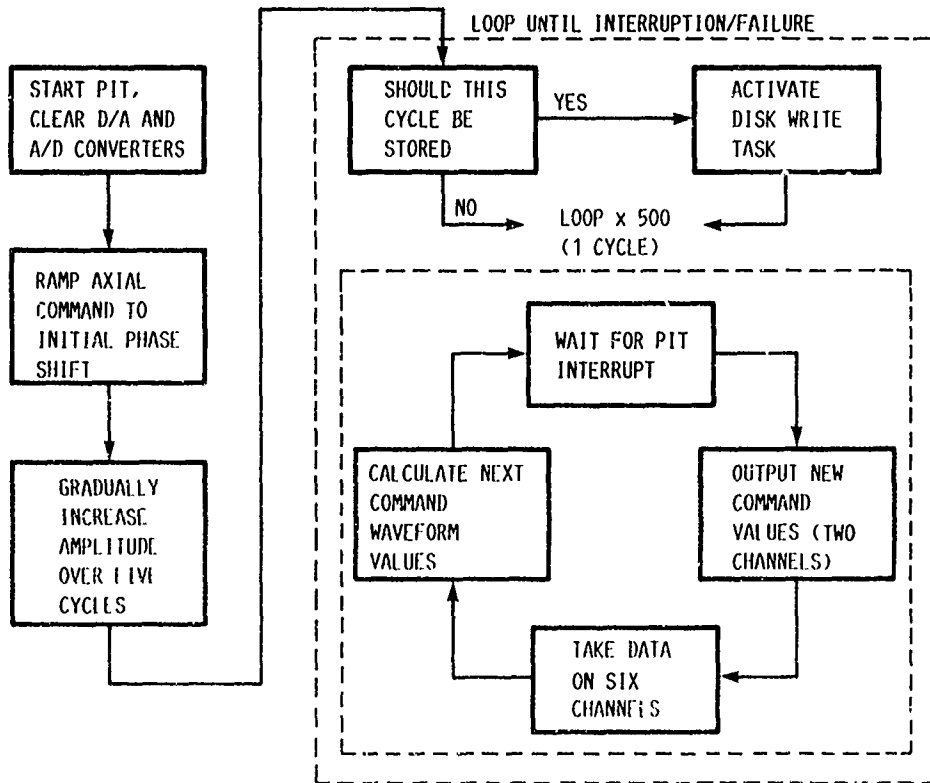 START PIT,
CLEAR D/A AND
A/D CONVERTERS
RAMP AXIAL
COMMAND TO
INITIAL PHASE
SHIFT
GRADUALLY
INCREASE
AMPLITUDE
OVER FIVE
CYCLES
LOOP UNTIL INTERRUPTION/FAILURE
SHOULD THIS
CYCLE BE
STORED
YES
ACTIVATE
DISK WRITE
TASK
NO
LOOP x 500
(1 CYCLE)
WAIT FOR PIT
INTERRUPT
OUTPUT NEW
COMMAND
VALUES (TWO
CHANNELS)
TAKE DATA
ON SIX
CHANNELS
CALCULATE NEXT
COMMAND
WAVEFORM
VALUES